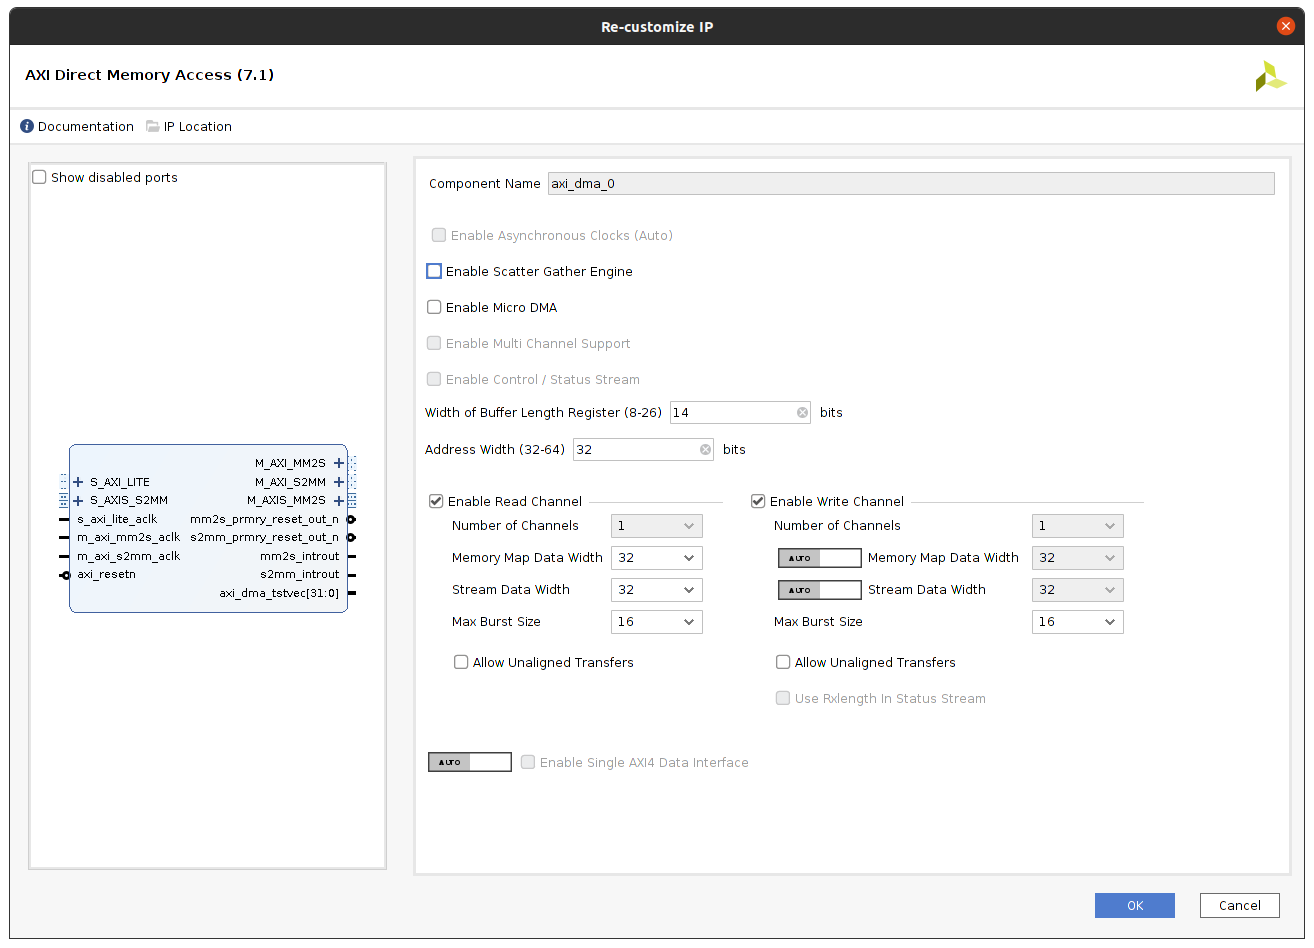 Re-customize IP
AXI Direct Memory Access (7.1)
Documentation IP Location
Show disabled ports
M_AXI_MM2S
S_AXI_LITE M_AXI_S2MM
S_AXIS_S2MM M_AXIS_MM2S
s_axi_lite_aclk mm2s_prmry_reset_out_n
m_axi_mm2s_aclk s2mm_prmry_reset_out_n
m_axi_s2mm_aclk mm2s_introut
axi_resetn s2mm_introut
axi_dma_tstvec[31:0]
Component Name axi_dma_0
Enable Asynchronous Clocks (Auto)
Enable Scatter Gather Engine
Enable Micro DMA
Enable Multi Channel Support
Enable Control / Status Stream
Width of Buffer Length Register (8-26) 14 bits
Address Width (32-64) 32 bits
Enable Read Channel Enable Write Channel
Number of Channels 1 Number of Channels 1
Memory Map Data Width 32 AUTO Memory Map Data Width 32
Stream Data Width 32 AUTO Stream Data Width 32
Max Burst Size 16 Max Burst Size 16
Allow Unaligned Transfers Allow Unaligned Transfers
Use Rxlength In Status Stream
AUTO Enable Single AXI4 Data Interface
OK Cancel